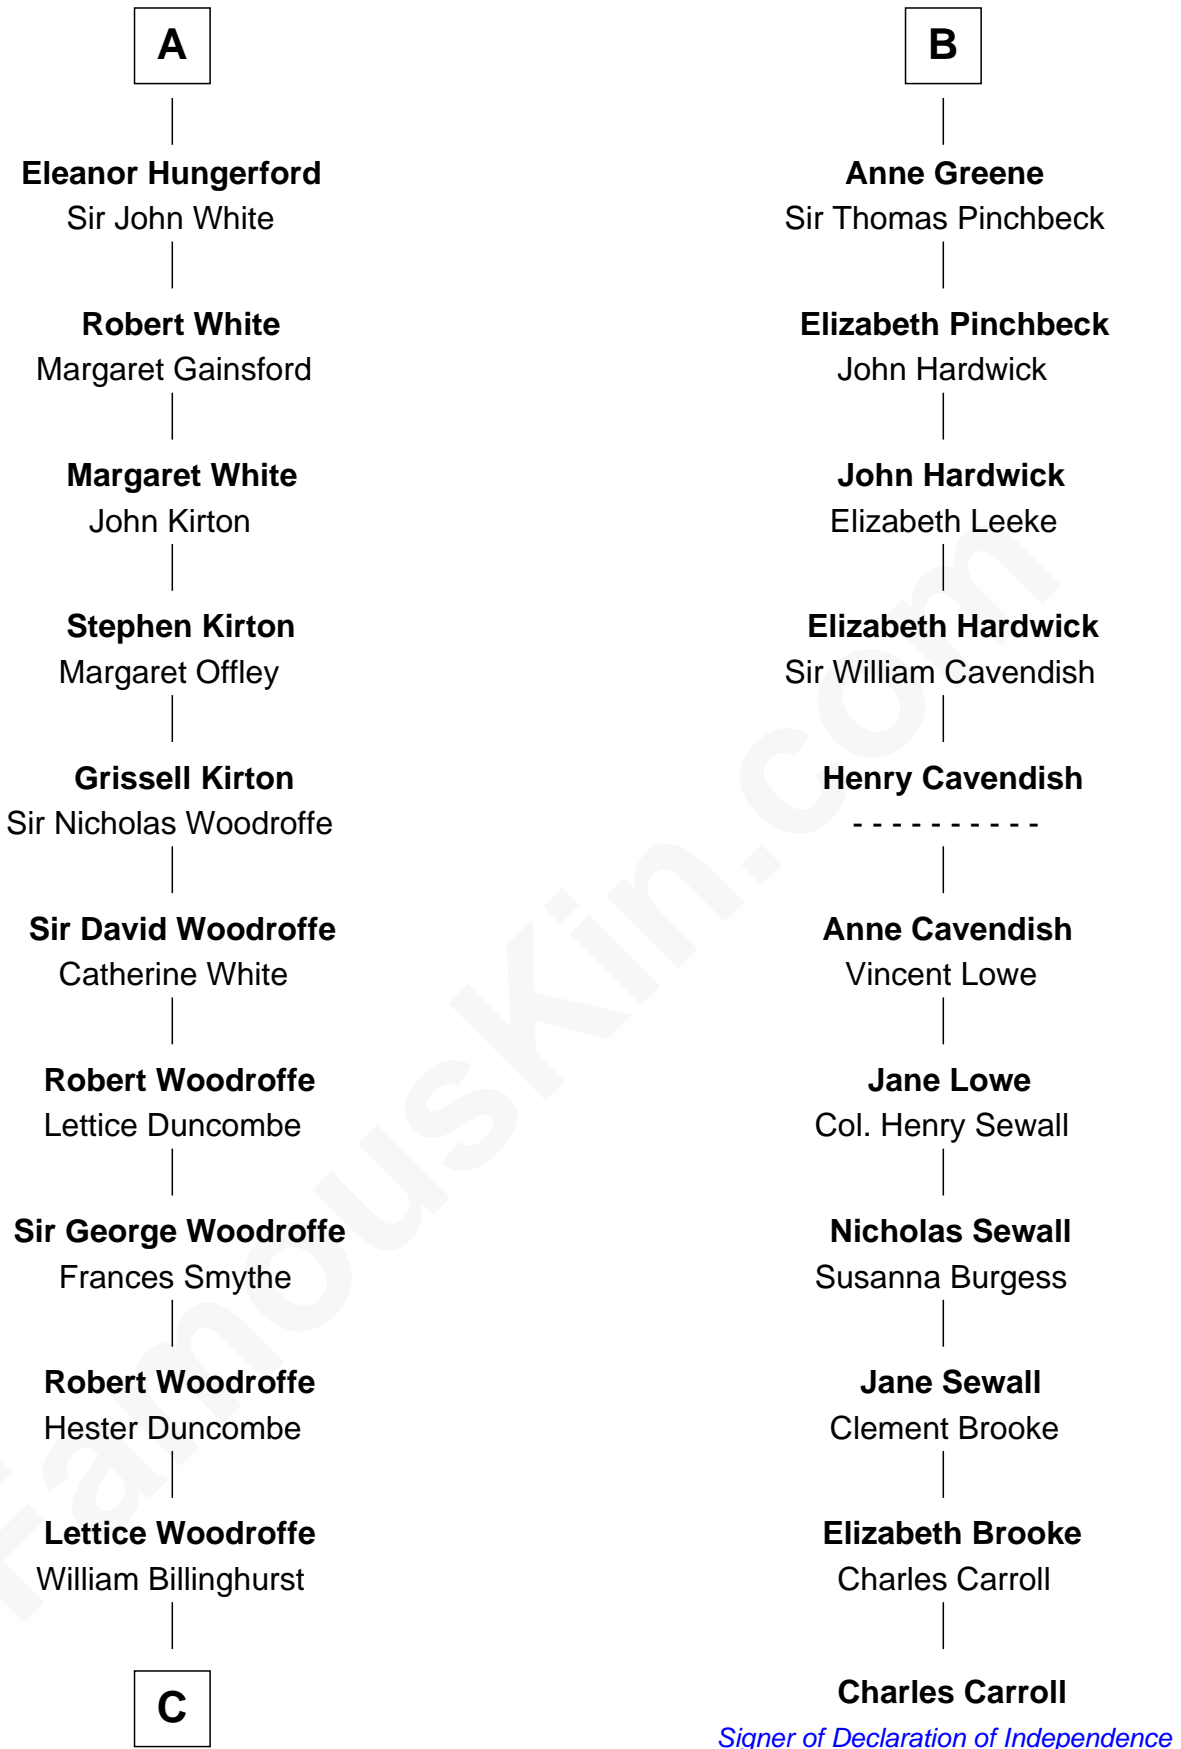 A
Eleanor Hungerford
Sir John White
Robert White
Margaret Gainsford
Margaret White
John Kirton
Stephen Kirton
Margaret Offley
Grissell Kirton
Sir Nicholas Woodroffe
Sir David Woodroffe
Catherine White
Robert Woodroffe
Lettice Duncombe
Sir George Woodroffe
Frances Smythe
Robert Woodroffe
Hester Duncombe
Lettice Woodroffe
William Billinghurst
C
B
Anne Greene
Sir Thomas Pinchbeck
Elizabeth Pinchbeck
John Hardwick
John Hardwick
Elizabeth Leeke
Elizabeth Hardwick
Sir William Cavendish
Henry Cavendish
- - - - - - - - - -
Anne Cavendish
Vincent Lowe
Jane Lowe
Col. Henry Sewall
Nicholas Sewall
Susanna Burgess
Jane Sewall
Clement Brooke
Elizabeth Brooke
Charles Carroll
Charles Carroll
Signer of Declaration of Independence
FamousKin.com